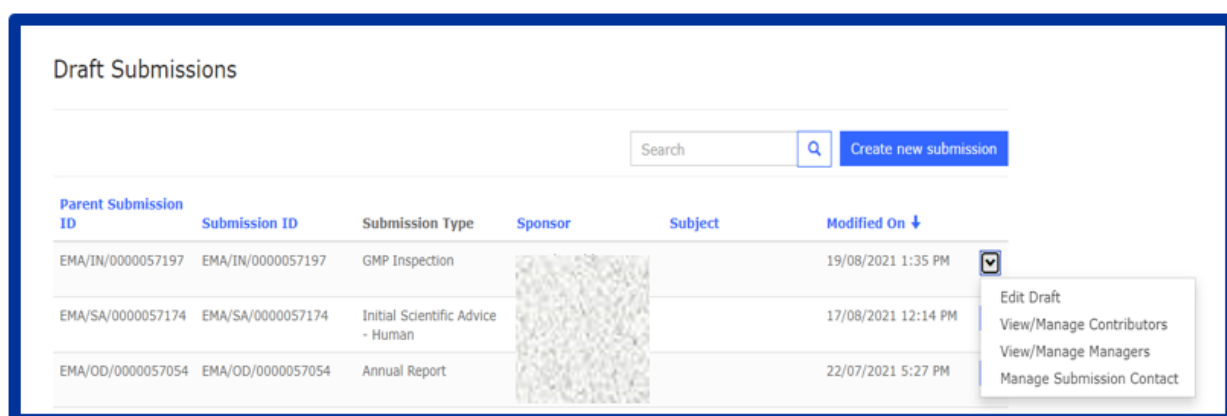 Draft Submissions
Search
Create new submission
Parent Submission
ID
Submission ID
Submission Type
Sponsor
Subject
Modified On
EMA/IN/0000057197 EMA/IN/0000057197 GMP Inspection 19/08/2021 1:35 PM
Edit Draft
EMA/SA/0000057174 EMA/SA/0000057174 Initial Scientific Advice 17/08/2021 12:14 PM
- Human
View/Manage Contributors
View/Manage Managers
EMA/OD/0000057054 EMA/OD/0000057054 Annual Report 22/07/2021 5:27 PM
Manage Submission Contact